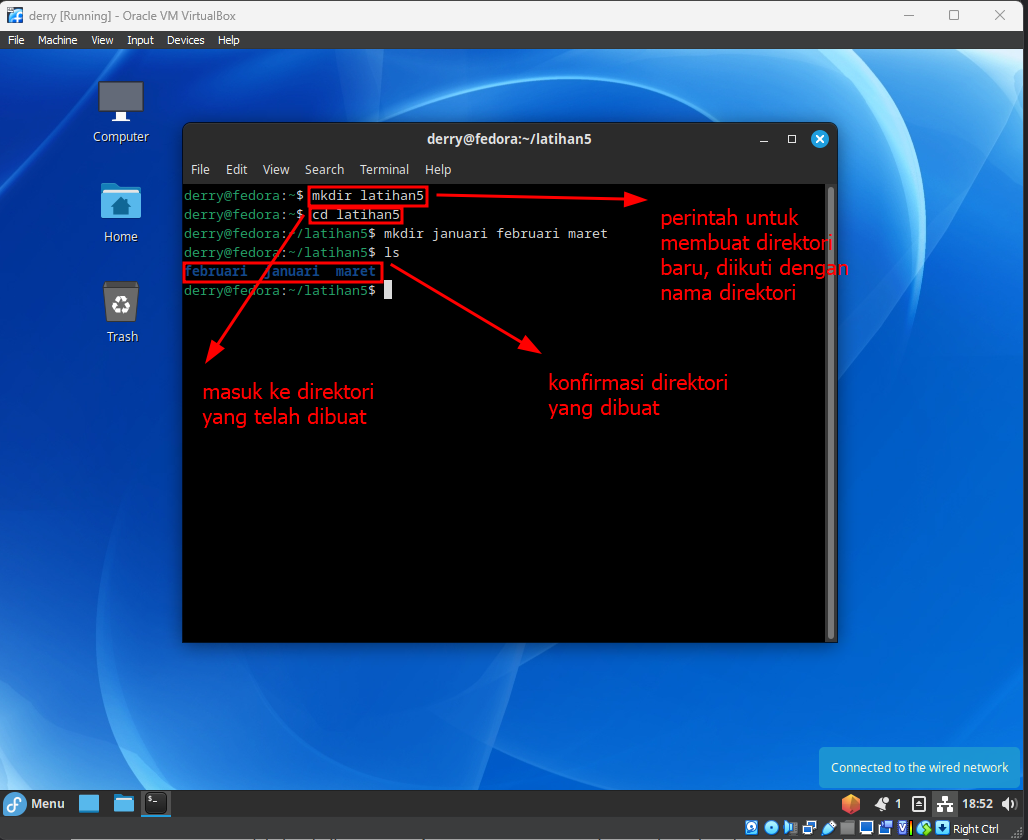 derry [Running] - Oracle VM VirtualBox
File Machine View Input Devices Help
Computer
Home
Trash
derry@fedora:~/latihan5
File Edit View Search Terminal Help
derry@fedora:~$ mkdir latihan5
derry@fedora:~$ cd latihan5
derry@fedora:~/latihan5$ mkdir januari februari maret
derry@fedora:~/latihan5$ ls
februari januari maret
derry@fedora:~/latihan5$
perintah untuk
membuat direktori
baru, diikuti dengan
nama direktori
masuk ke direktori
yang telah dibuat
konfirmasi direktori
yang dibuat
Connected to the wired network
Menu
1
18:52
Right Ctrl